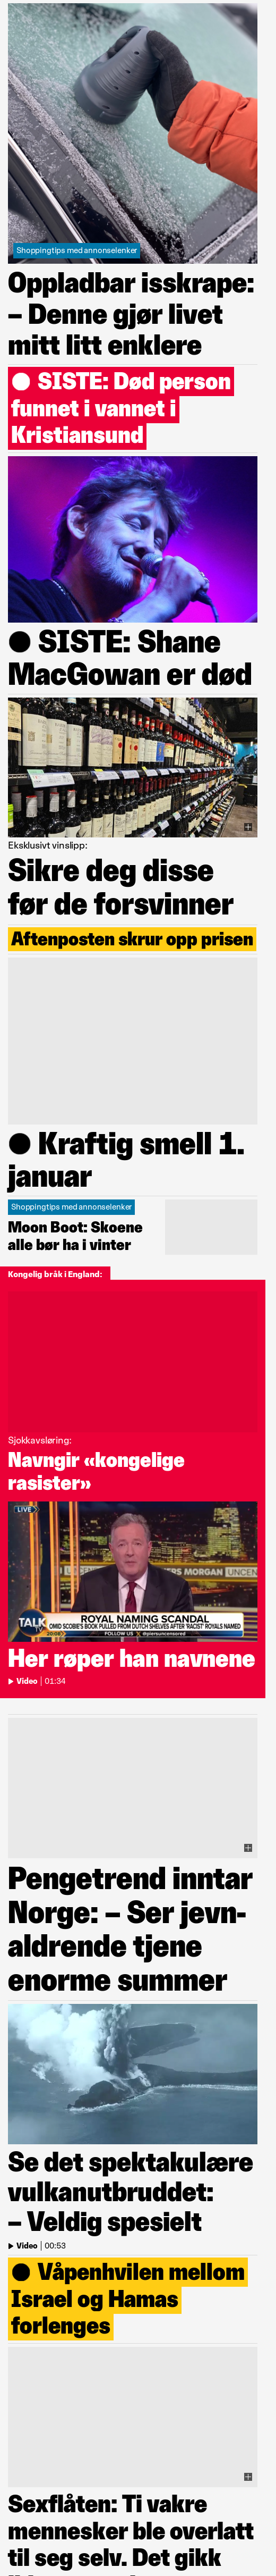 Shoppingtips med annonselenker
Oppladbar isskrape:
– Denne gjør livet
mitt litt enklere
SISTE: Død person
funnet i vannet i
Kristiansund
SISTE: Shane
MacGowan er død
Eksklusivt vinslipp:
Sikre deg disse
før de forsvinner
Aftenposten skrur opp prisen
Kraftig smell 1.
januar
Shoppingtips med annonselenker
Moon Boot: Skoene
alle bør ha i vinter
Kongelig bråk i England:
Sjokkavsløring:
Navngir «kongelige
rasister»
LIVE
MORGAN UNCEN
TALK
TV
ROYAL NAMING SCANDAL
OMID SCOBIE'S BOOK PULLED FROM DUTCH SHELVES AFTER 'RACIST' ROYALS NAMED
FOLLOW US @piersuncensored
Her røper han navnene
Video | 01:34
Pengetrend inntar
Norge: – Ser jevn-
aldrende tjene
enorme summer
Se det spektakulære
vulkanutbruddet:
– Veldig spesielt
Video | 00:53
Våpenhvilen mellom
Israel og Hamas
forlenges
Sexflåten: Ti vakre
mennesker ble overlatt
til seg selv. Det gikk